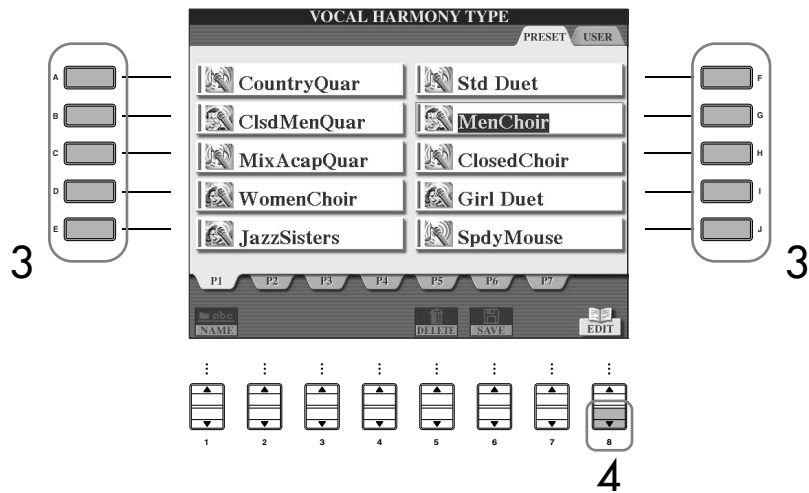 VOCAL HARMONY TYPE
PRESET USER
A CountryQuar Std Duet F
B ClsdMenQuar MenChoir G
C MixAcapQuar ClosedChoir H
D WomenChoir Girl Duet I
E JazzSisters SpdyMouse J
3 3
P1 P2 P3 P4 P5 P6 P7
abc
NAME DELETE SAVE EDIT
1 2 3 4 5 6 7 8
4